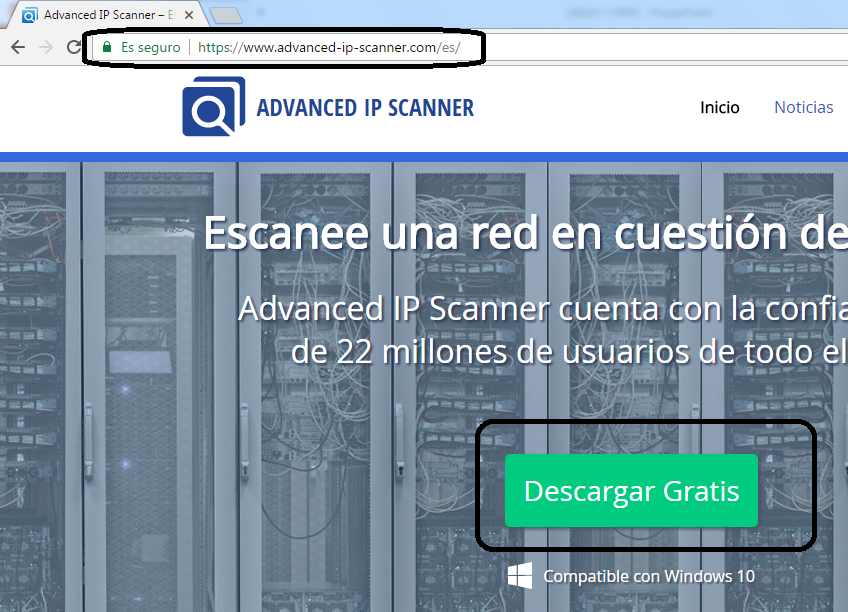 Advanced IP Scanner – E
Es seguro
https://www.advanced-ip-scanner.com/es/
ADVANCED IP SCANNER
Inicio
Noticias
Escanee una red en cuestión de
Advanced IP Scanner cuenta con la confia
de 22 millones de usuarios de todo el
Descargar Gratis
Compatible con Windows 10